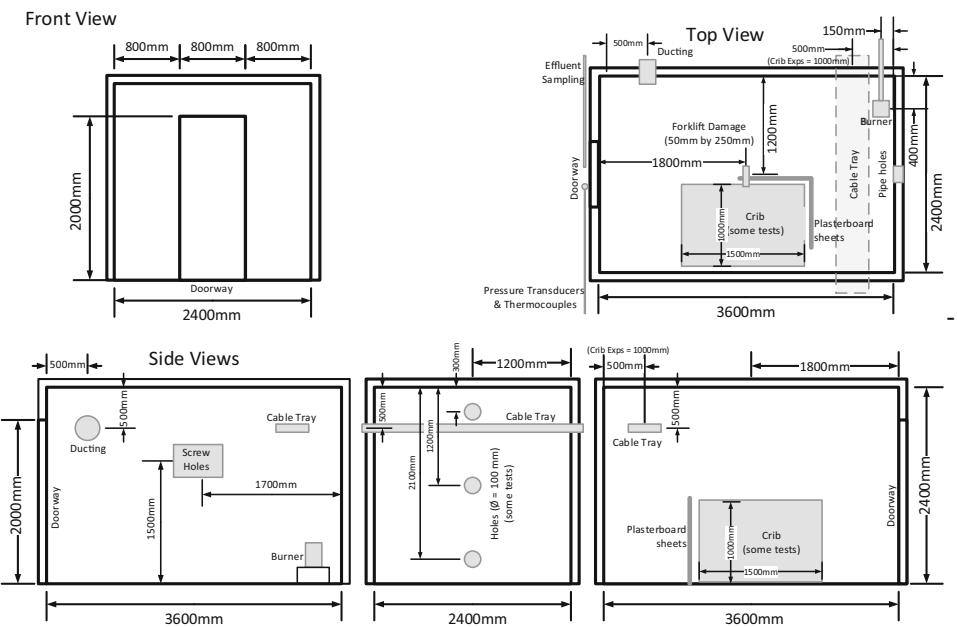 Front View
800mm
800mm
800mm
2000mm
Doorway
2400mm
Top View
150mm
500mm
Ducting
500mm
(Crib Exps = 1000mm)
Effluent
Sampling
Forklift Damage
(50mm by 250mm)
1200mm
Burner
400mm
1800mm
Doorway
Cable Tray
Pipe holes
2400mm
1000mm
Crib
(some tests)
1500mm
Plasterboard
sheets
Pressure Transducers
& Thermocouples
3600mm
Side Views
500mm
500mm
Ducting
Cable Tray
Screw
Holes
1700mm
2000mm
Doorway
1500mm
Burner
3600mm
300mm
1200mm
500mm
Cable Tray
1200mm
2100mm
Holes (Ø = 100 mm)
(some tests)
2400mm
(Crib Exps = 1000mm)
500mm
1800mm
500mm
Cable Tray
Doorway
2400mm
Plasterboard
sheets
1000mm
Crib
(some tests)
1500mm
3600mm